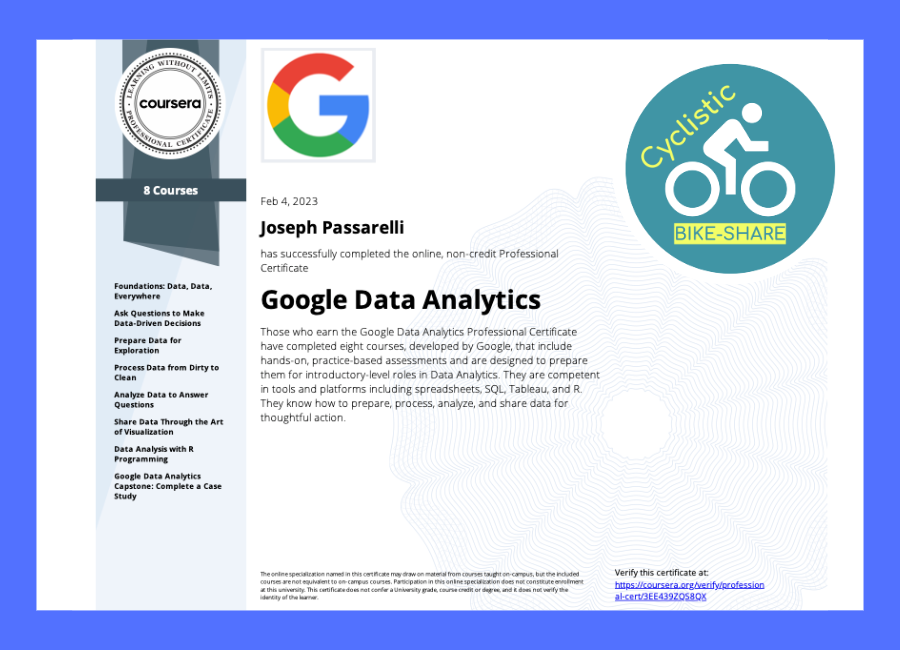 LEARNING WITHOUT LIMITS
coursera
PROFESSIONAL CERTIFICATE
8 Courses
Foundations: Data, Data,
Everywhere
Ask Questions to Make
Data-Driven Decisions
Prepare Data for
Exploration
Process Data from Dirty to
Clean
Analyze Data to Answer
Questions
Share Data Through the Art
of Visualization
Data Analysis with R
Programming
Google Data Analytics
Capstone: Complete a Case
Study
G
Feb 4, 2023
Joseph Passarelli
has successfully completed the online, non-credit Professional
Certificate
Google Data Analytics
Those who earn the Google Data Analytics Professional Certificate
have completed eight courses, developed by Google, that include
hands-on, practice-based assessments and are designed to prepare
them for introductory-level roles in Data Analytics. They are competent
in tools and platforms including spreadsheets, SQL, Tableau, and R.
They know how to prepare, process, analyze, and share data for
thoughtful action.
Cyclistic
BIKE-SHARE
The online specialization named in this certificate may draw on material from courses taught on-campus, but the included
courses are not equivalent to on-campus courses. Participation in this online specialization does not constitute enrollment
at this university. This certificate does not confer a University grade, course credit or degree, and it does not verify the
identity of the learner.
Verify this certificate at:
https://coursera.org/verify/profession
al-cert/3EE439ZQS8QX